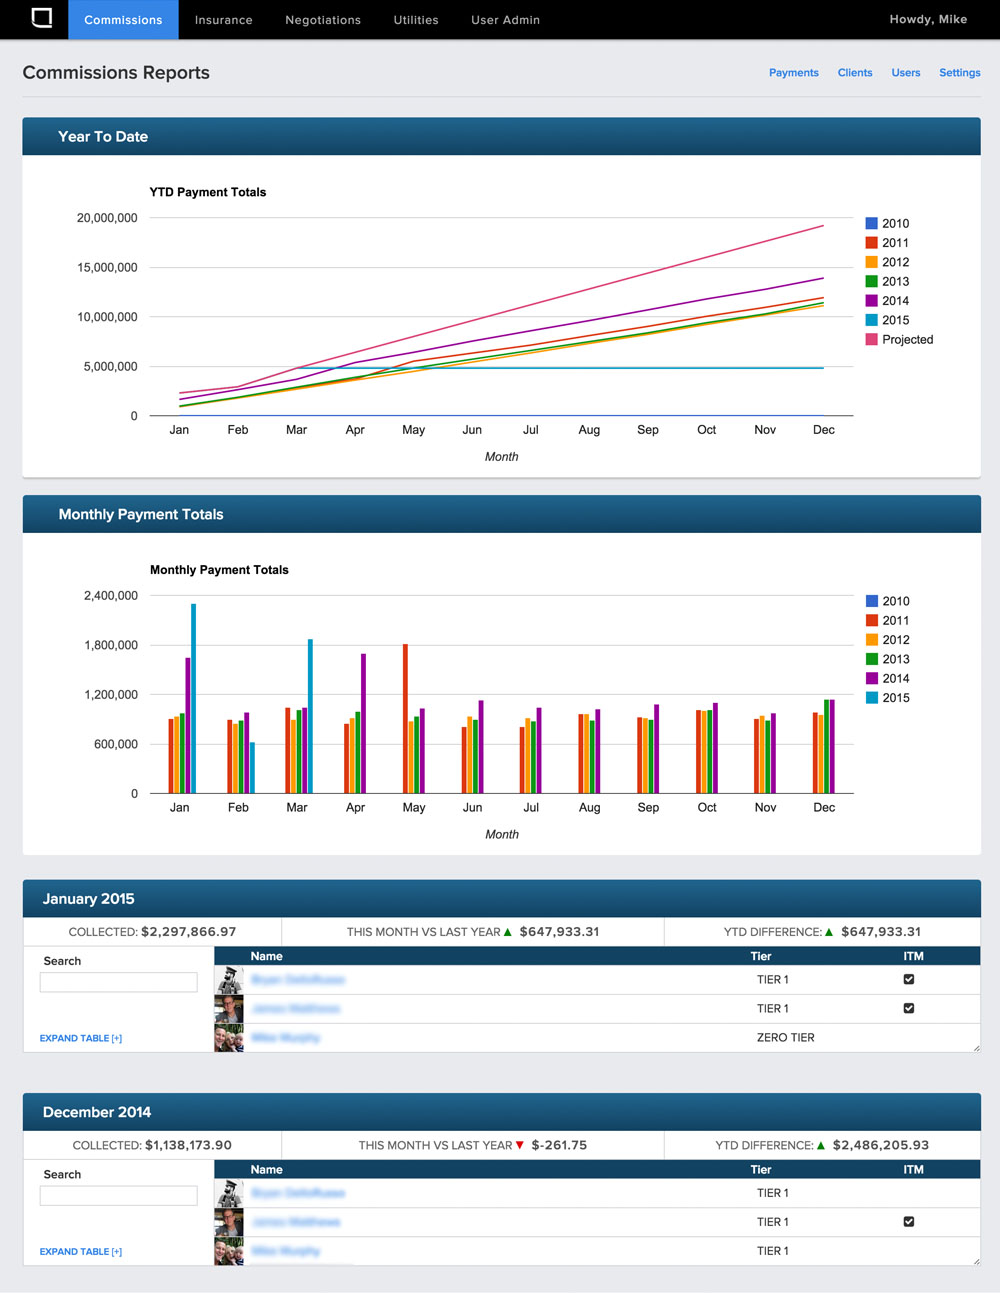 Commissions Insurance Negotiations Utilities User Admin Howdy, Mike
Commissions Reports Payments Clients Users Settings
Year To Date
YTD Payment Totals
20,000,000
15,000,000
10,000,000
5,000,000
0
Jan Feb Mar Apr May Jun Jul Aug Sep Oct Nov Dec
Month
2010
2011
2012
2013
2014
2015
Projected
Monthly Payment Totals
Monthly Payment Totals
2,400,000
1,800,000
1,200,000
600,000
0
Jan Feb Mar Apr May Jun Jul Aug Sep Oct Nov Dec
Month
2010
2011
2012
2013
2014
2015
January 2015
COLLECTED: $2,297,866.97 THIS MONTH VS LAST YEAR ▲ $647,933.31 YTD DIFFERENCE: ▲ $647,933.31
Search
EXPAND TABLE [+]
Name Tier ITM
TIER 1
TIER 1
ZERO TIER
December 2014
COLLECTED: $1,138,173.90 THIS MONTH VS LAST YEAR ▼ $-261.75 YTD DIFFERENCE: ▲ $2,486,205.93
Search
EXPAND TABLE [+]
Name Tier ITM
TIER 1
TIER 1
TIER 1